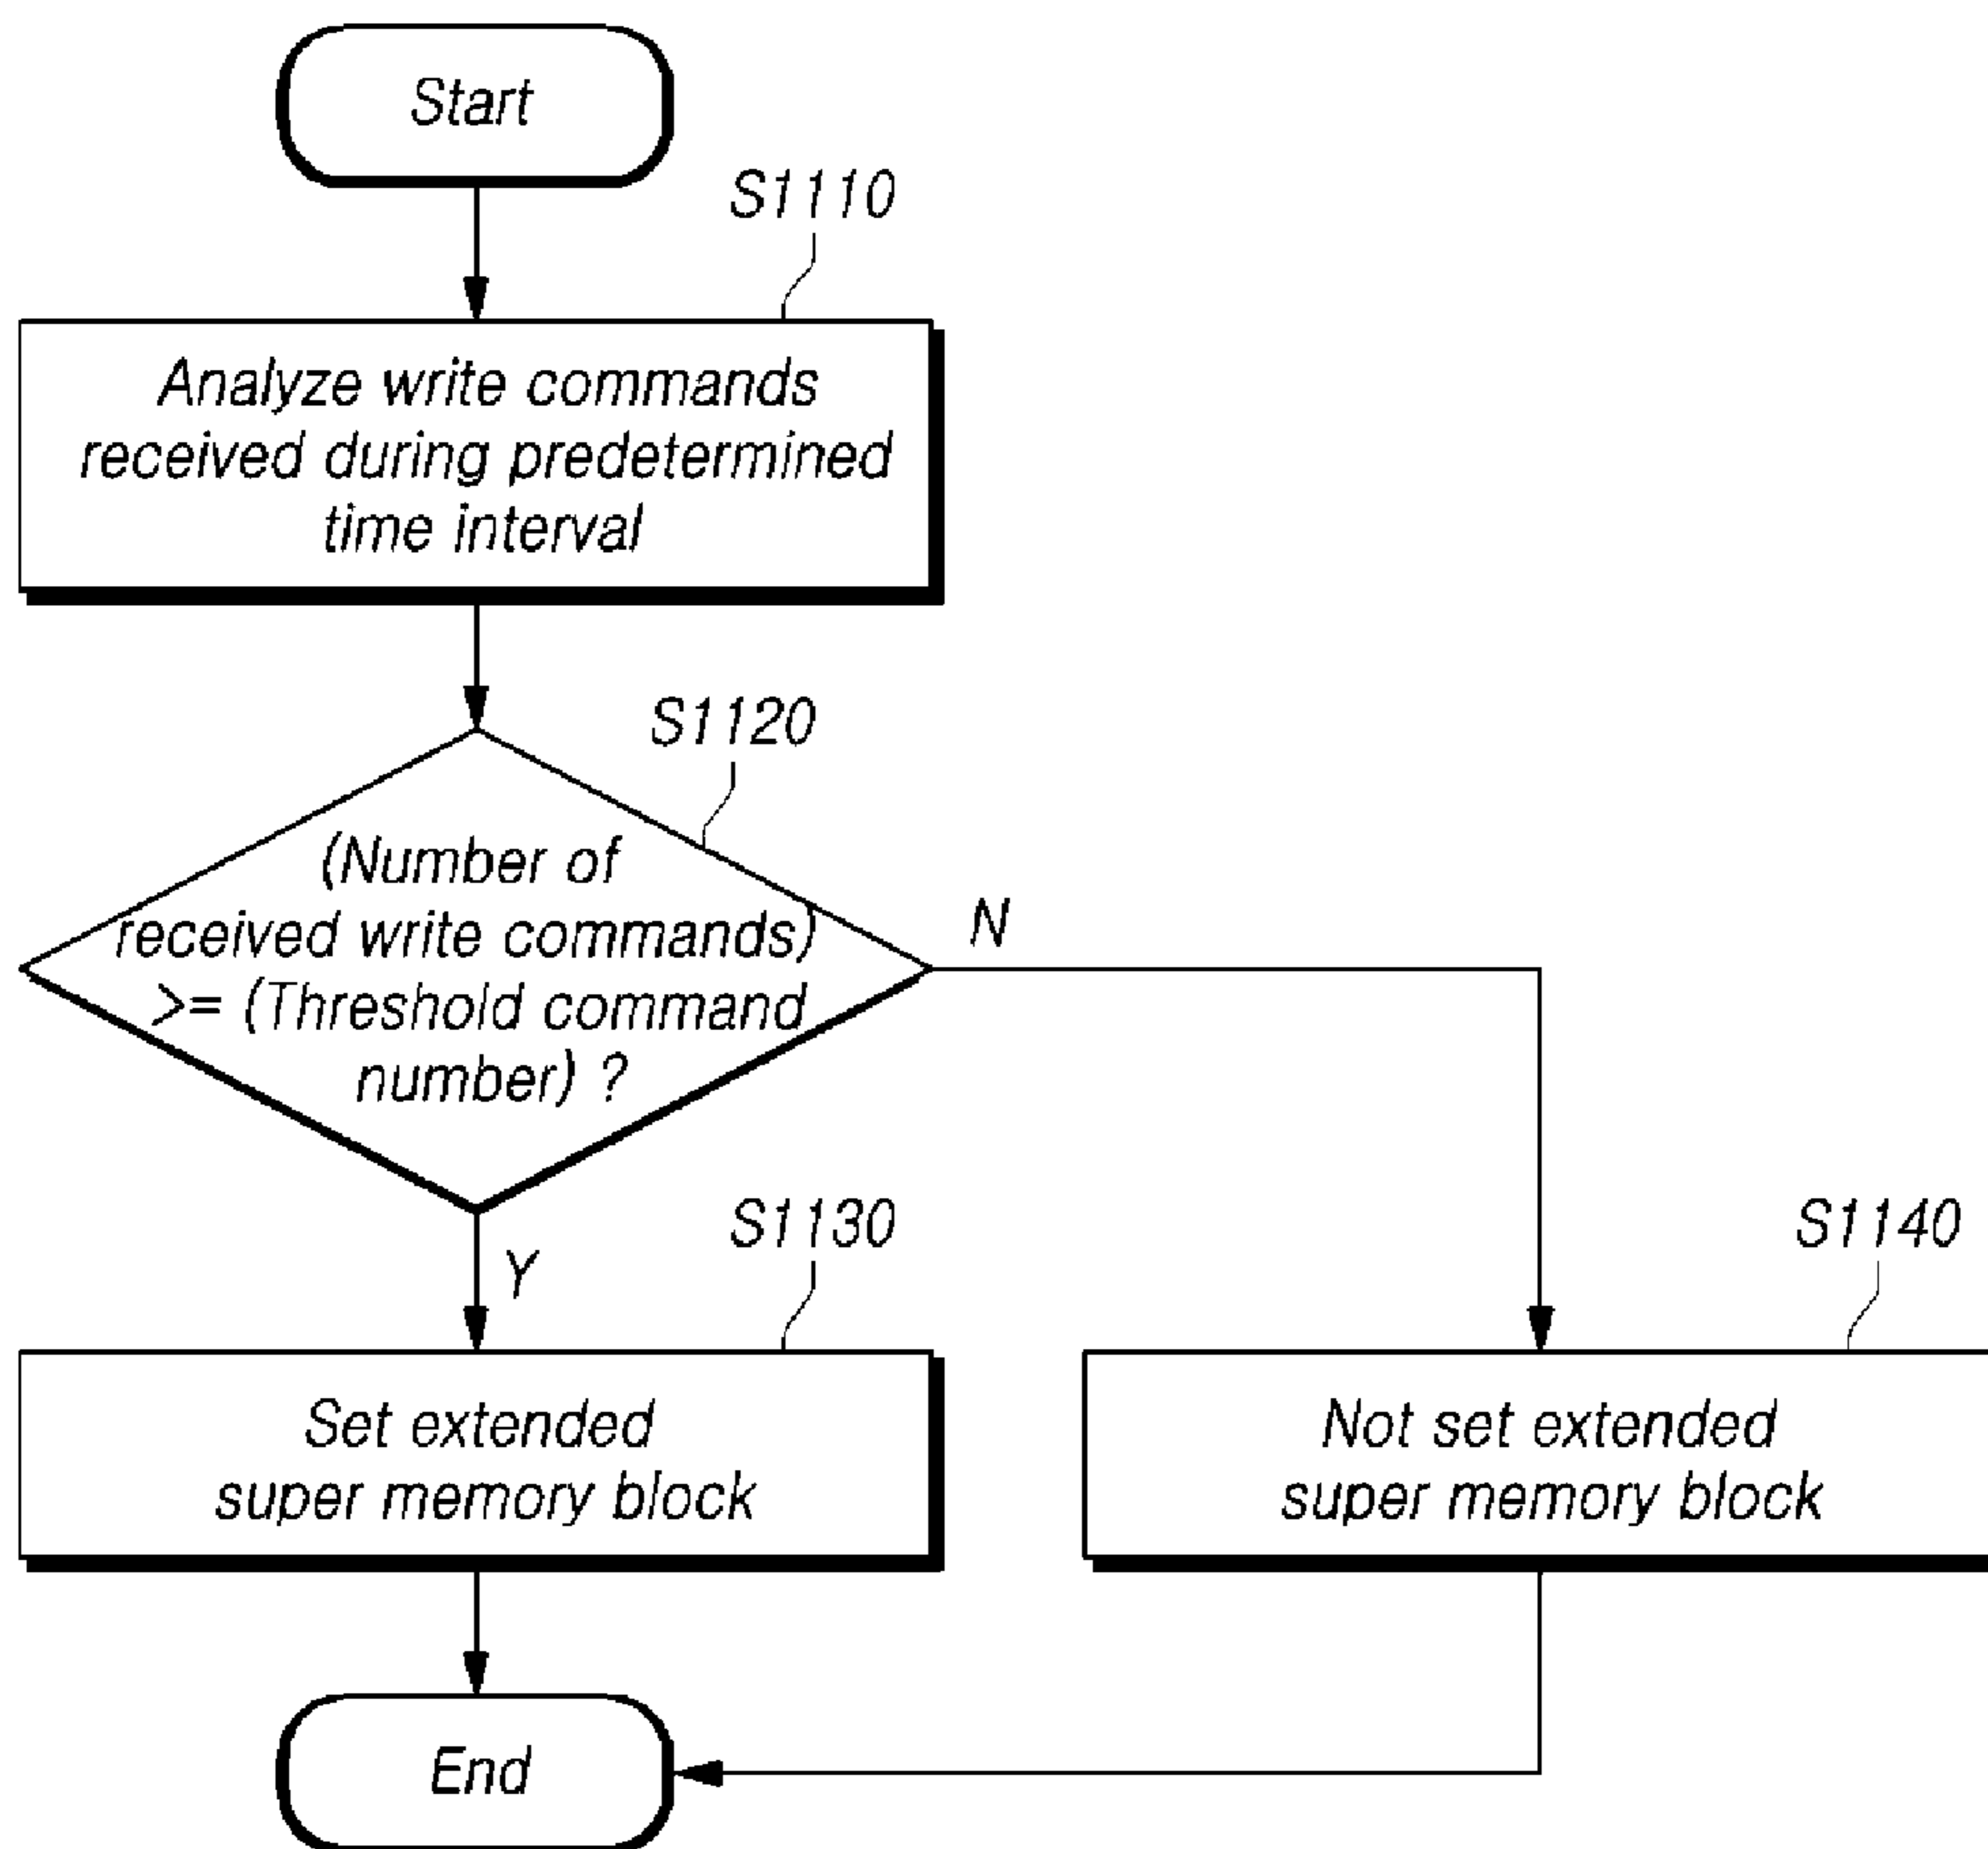 Start
S1110
Analyze write commands
received during predetermined
time interval
S1120
(Number of
received write commands)
>= (Threshold command
number) ?
N
Y
S1130
Set extended
super memory block
S1140
Not set extended
super memory block
End